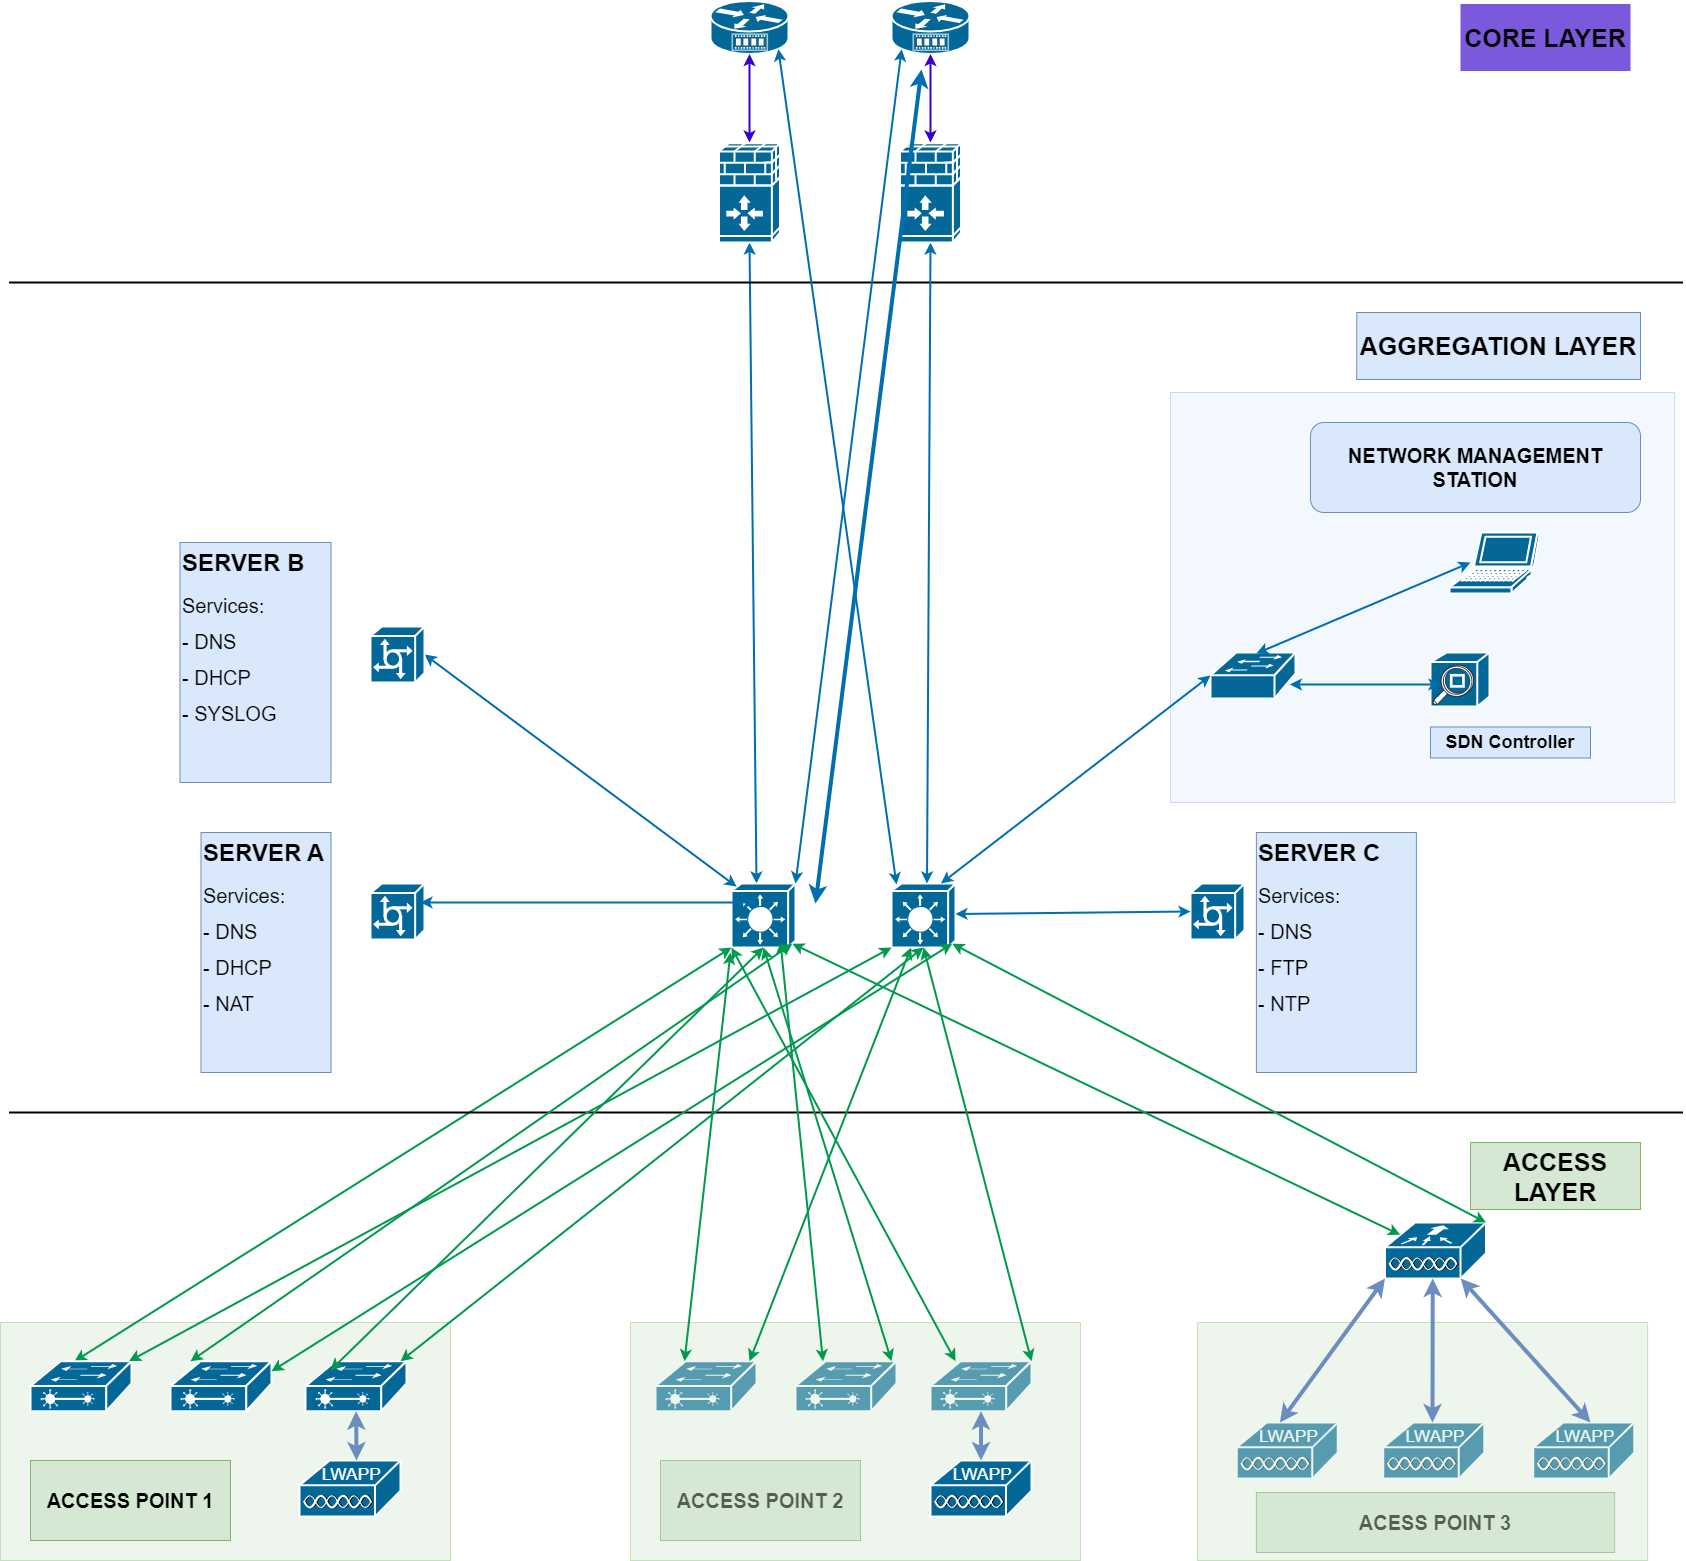 CORE LAYER
AGGREGATION LAYER
NETWORK MANAGEMENT
STATION
SERVER B
Services:
- DNS
- DHCP
- SYSLOG
SDN Controller
SERVER A
Services:
- DNS
- DHCP
- NAT
SERVER C
Services:
- DNS
- FTP
- NTP
ACCESS
LAYER
LWAPP
LWAPP
LWAPP
LWAPP
LWAPP
ACCESS POINT 1
ACCESS POINT 2
ACESS POINT 3